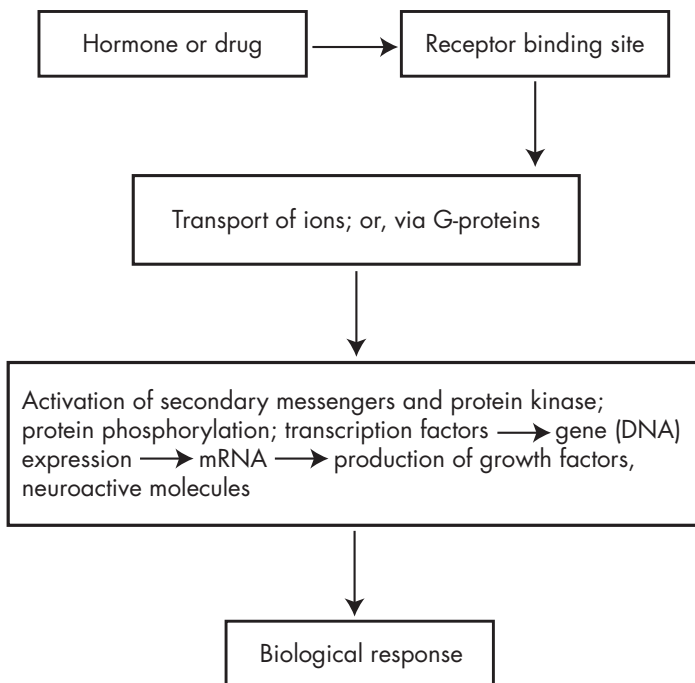 Hormone or drug
Receptor binding site
Transport of ions; or, via G-proteins
Activation of secondary messengers and protein kinase;
protein phosphorylation; transcription factors → gene (DNA)
expression → mRNA → production of growth factors,
neuroactive molecules
Biological response